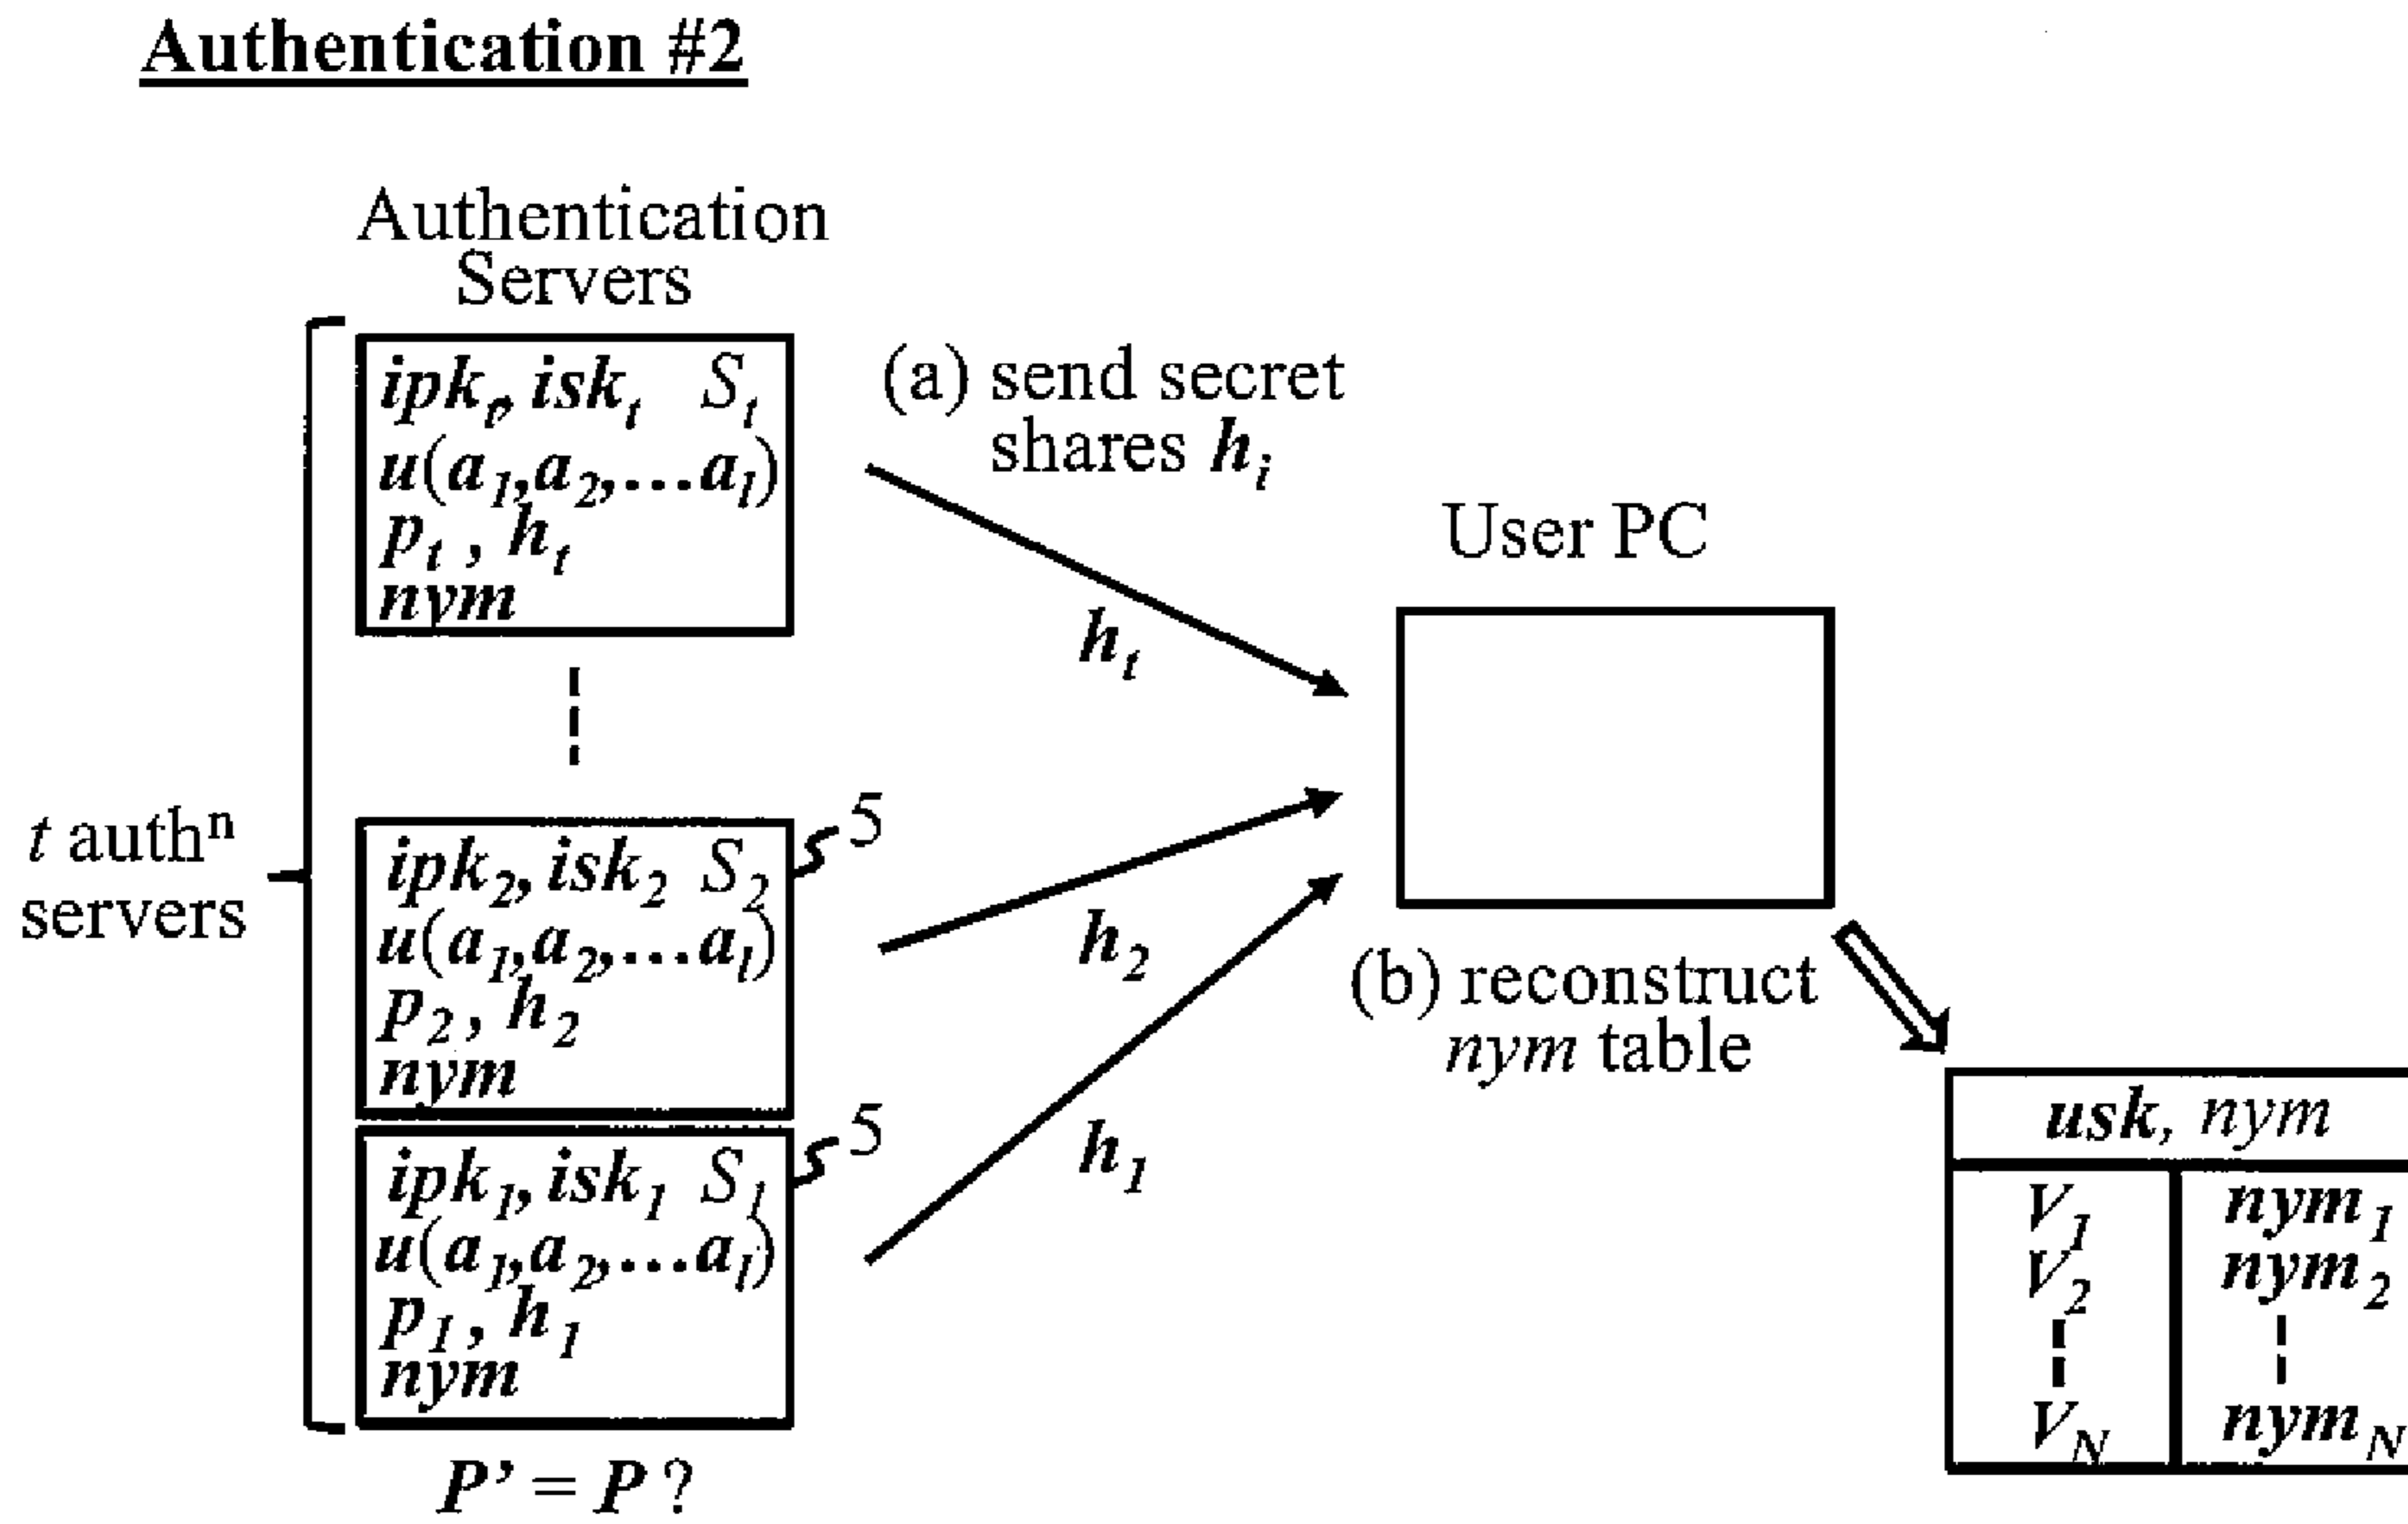 Authentication #2
Authentication
Servers
ipk_t, isk_t S_t
u(a_1,a_2,...a_l)
p_t , h_t
nym
(a) send secret
shares h_i
User PC
h_t
t auth^n
servers
5
ipk_2, isk_2 S_2
u(a_1,a_2,...a_l)
p_2, h_2
nym
h_2
(b) reconstruct
nym table
5
ipk_1, isk_1 S_1
u(a_1,a_2,...a_l)
p_1, h_1
nym
h_1
usk, nym
V_1 nym_1
V_2 nym_2
V_N nym_N
P’ = P ?